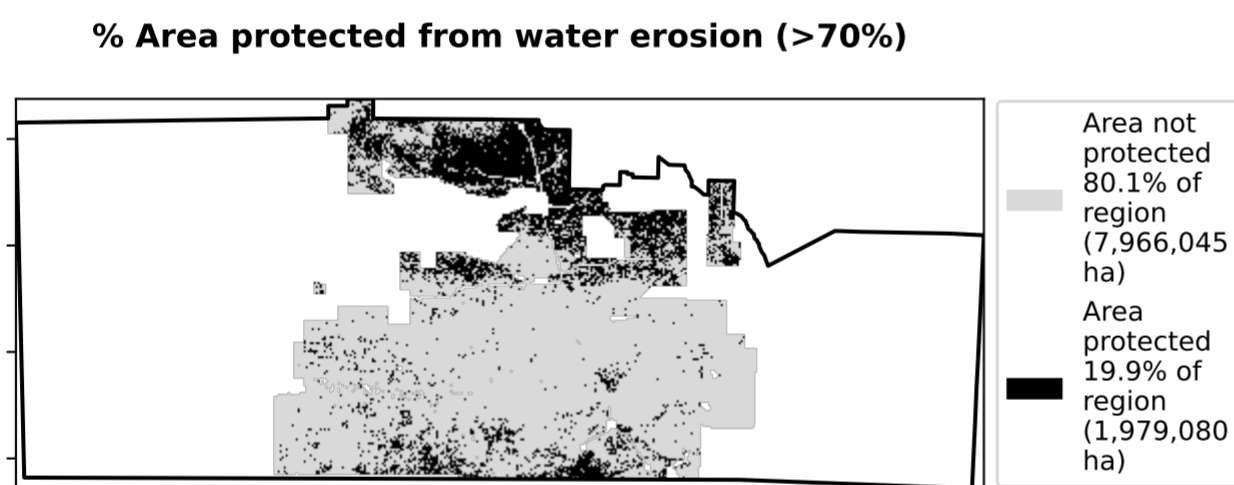 % Area protected from water erosion (>70%)
Area not
protected
80.1% of
region
(7,966,045
ha)
Area
protected
19.9% of
region
(1,979,080
ha)